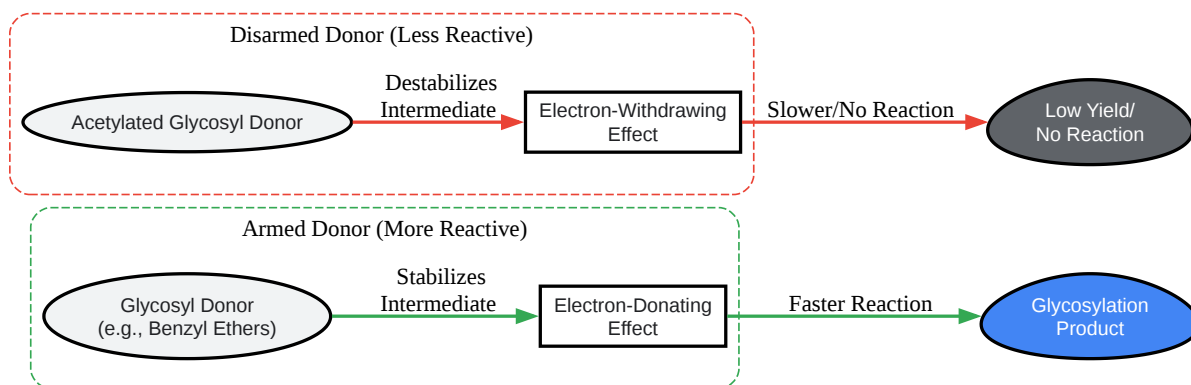 Disarmed Donor (Less Reactive)
Acetylated Glycosyl Donor
Destabilizes
Intermediate
Electron-Withdrawing
Effect
Slower/No Reaction
Low Yield/
No Reaction
Armed Donor (More Reactive)
Glycosyl Donor
(e.g., Benzyl Ethers)
Stabilizes
Intermediate
Electron-Donating
Effect
Faster Reaction
Glycosylation
Product